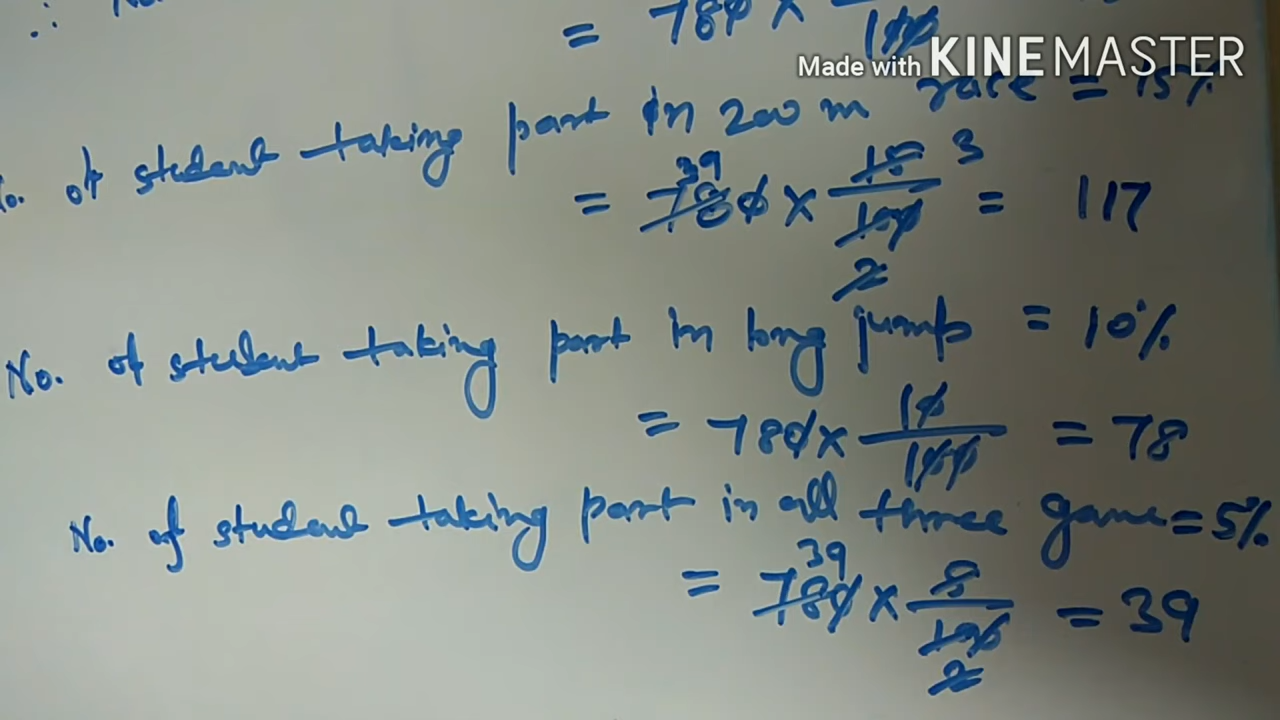 ∴ No.
= 780 × 100
Made with KINEMASTER
No. of student taking part in 200 m race = 15%
39 3
= 780 × 15/100 = 117
2
No. of student taking part in long jump = 10%
= 780 × 10/100 = 78
No. of student taking part in all three game = 5%
39
= 780 × 5/100 = 39
2